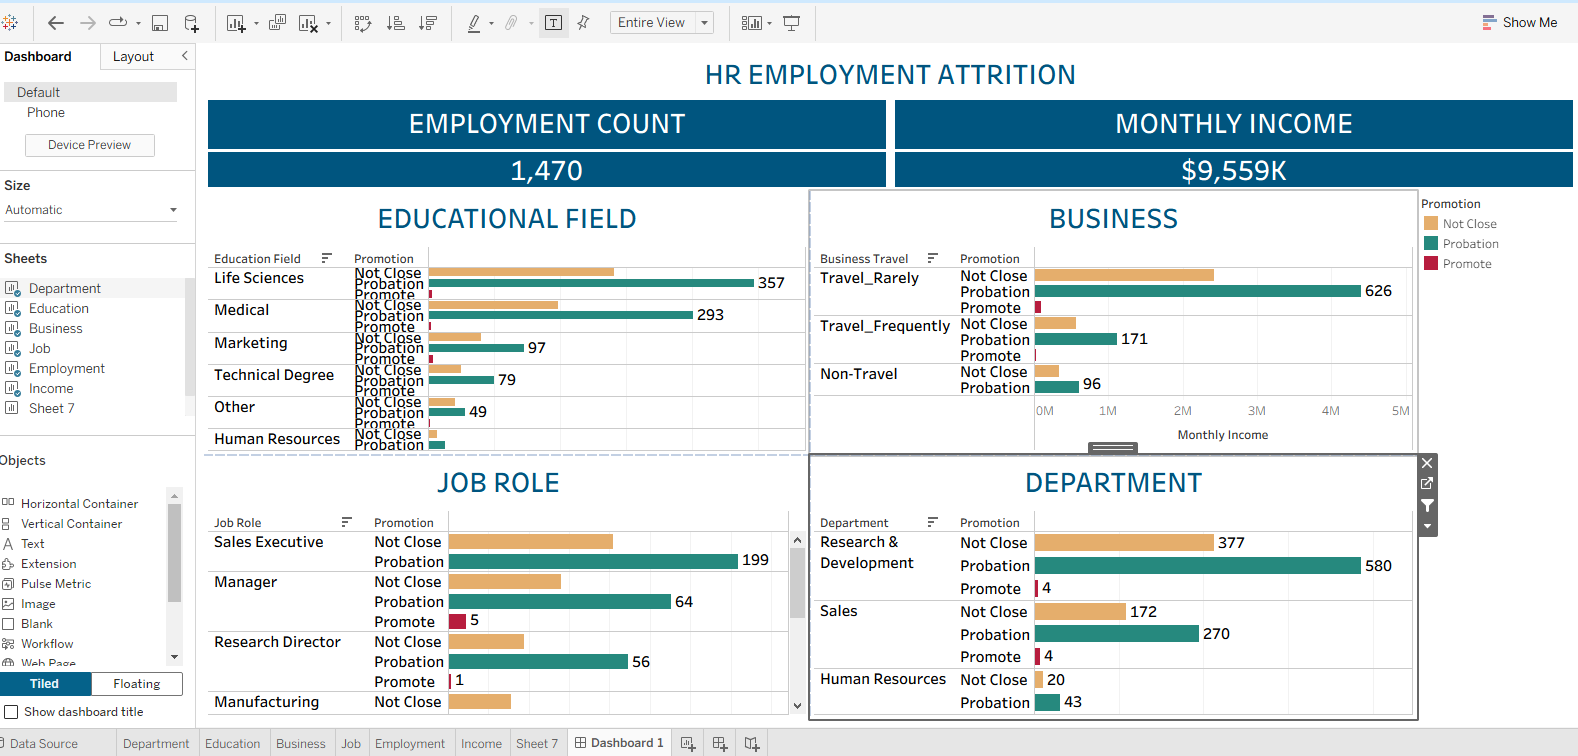 Entire View
Show Me
Dashboard
Layout
Default
Phone
Device Preview
Size
Automatic
Sheets
Department
Education
Business
Job
Employment
Income
Sheet 7
Objects
Horizontal Container
Vertical Container
A Text
Extension
Pulse Metric
Image
Blank
Workflow
Web Page
Tiled
Floating
Show dashboard title
HR EMPLOYMENT ATTRITION
EMPLOYMENT COUNT
1,470
MONTHLY INCOME
$9,559K
EDUCATIONAL FIELD
Education Field Promotion
Life Sciences Not Close
Probation 357
Promote
Medical Not Close
Probation 293
Promote
Marketing Not Close
Probation 97
Promote
Technical Degree Not Close
Probation 79
Promote
Other Not Close
Probation 49
Promote
Human Resources Not Close
Probation
BUSINESS
Business Travel Promotion
Travel_Rarely Not Close
Probation 626
Promote
Travel_Frequently Not Close
Probation 171
Promote
Non-Travel Not Close
Probation 96
0M 1M 2M 3M 4M 5M
Monthly Income
Promotion
Not Close
Probation
Promote
JOB ROLE
Job Role Promotion
Sales Executive Not Close
Probation 199
Manager Not Close
Probation 64
Promote 5
Research Director Not Close
Probation 56
Promote 1
Manufacturing Not Close
DEPARTMENT
Department Promotion
Research & Not Close 377
Development Probation 580
Promote 4
Sales Not Close 172
Probation 270
Promote 4
Human Resources Not Close 20
Probation 43
Data Source
Department
Education
Business
Job
Employment
Income
Sheet 7
Dashboard 1